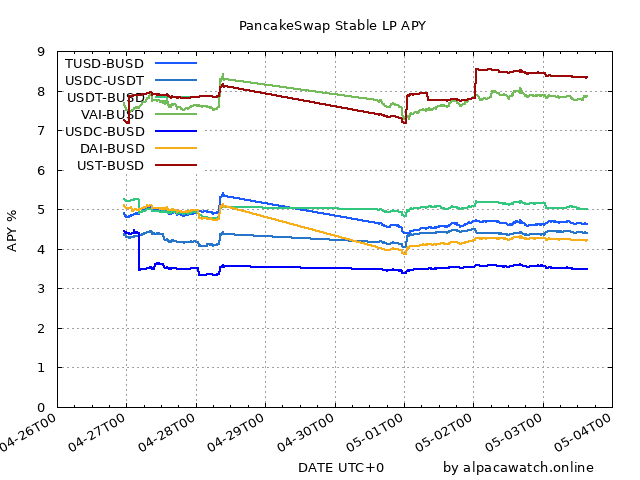 PancakeSwap Stable LP APY
9
8
7
6
5
4
3
2
1
0
APY %
TUSD-BUSD
USDC-USDT
USDT-BUSD
VAI-BUSD
USDC-BUSD
DAI-BUSD
UST-BUSD
04-26T00
04-27T00
04-28T00
04-29T00
04-30T00
05-01T00
05-02T00
05-03T00
05-04T00
DATE UTC+0
by alpacawatch.online